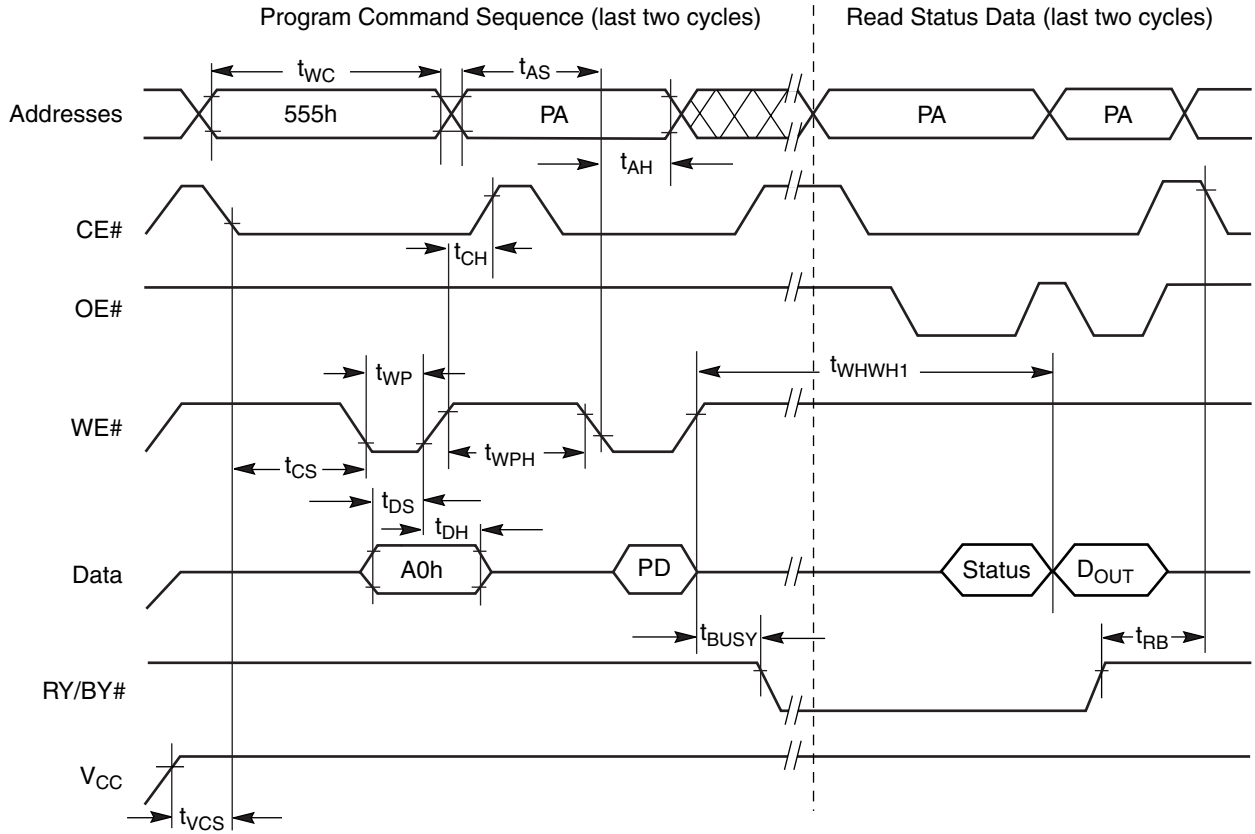 Program Command Sequence (last two cycles) Read Status Data (last two cycles)
tWC tAS
Addresses 555h PA PA PA
tAH
CE#
tCH
OE#
tWHWH1
tWP
WE#
tWPH
tCS
tDS
tDH
Data A0h PD Status DOUT
tBUSY tRB
RY/BY#
VCC
tVCS